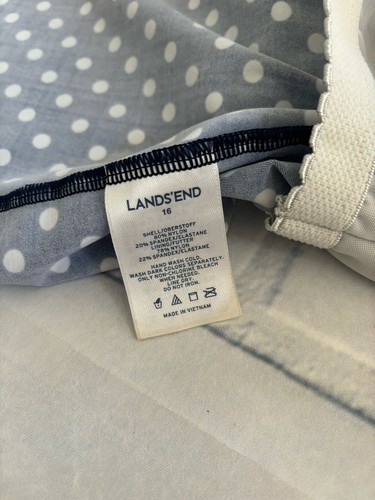 LANDS'END
16
SHELL/OBERSTOFF
80% NYLON
20% SPANDEX/ELASTANE
LINING/FUTTER
78% NYLON
22% SPANDEX/ELASTANE
HAND WASH COLD.
WASH DARK COLORS SEPARATELY.
ONLY NON-CHLORINE BLEACH
WHEN NEEDED.
LINE DRY.
DO NOT IRON.
MADE IN VIETNAM